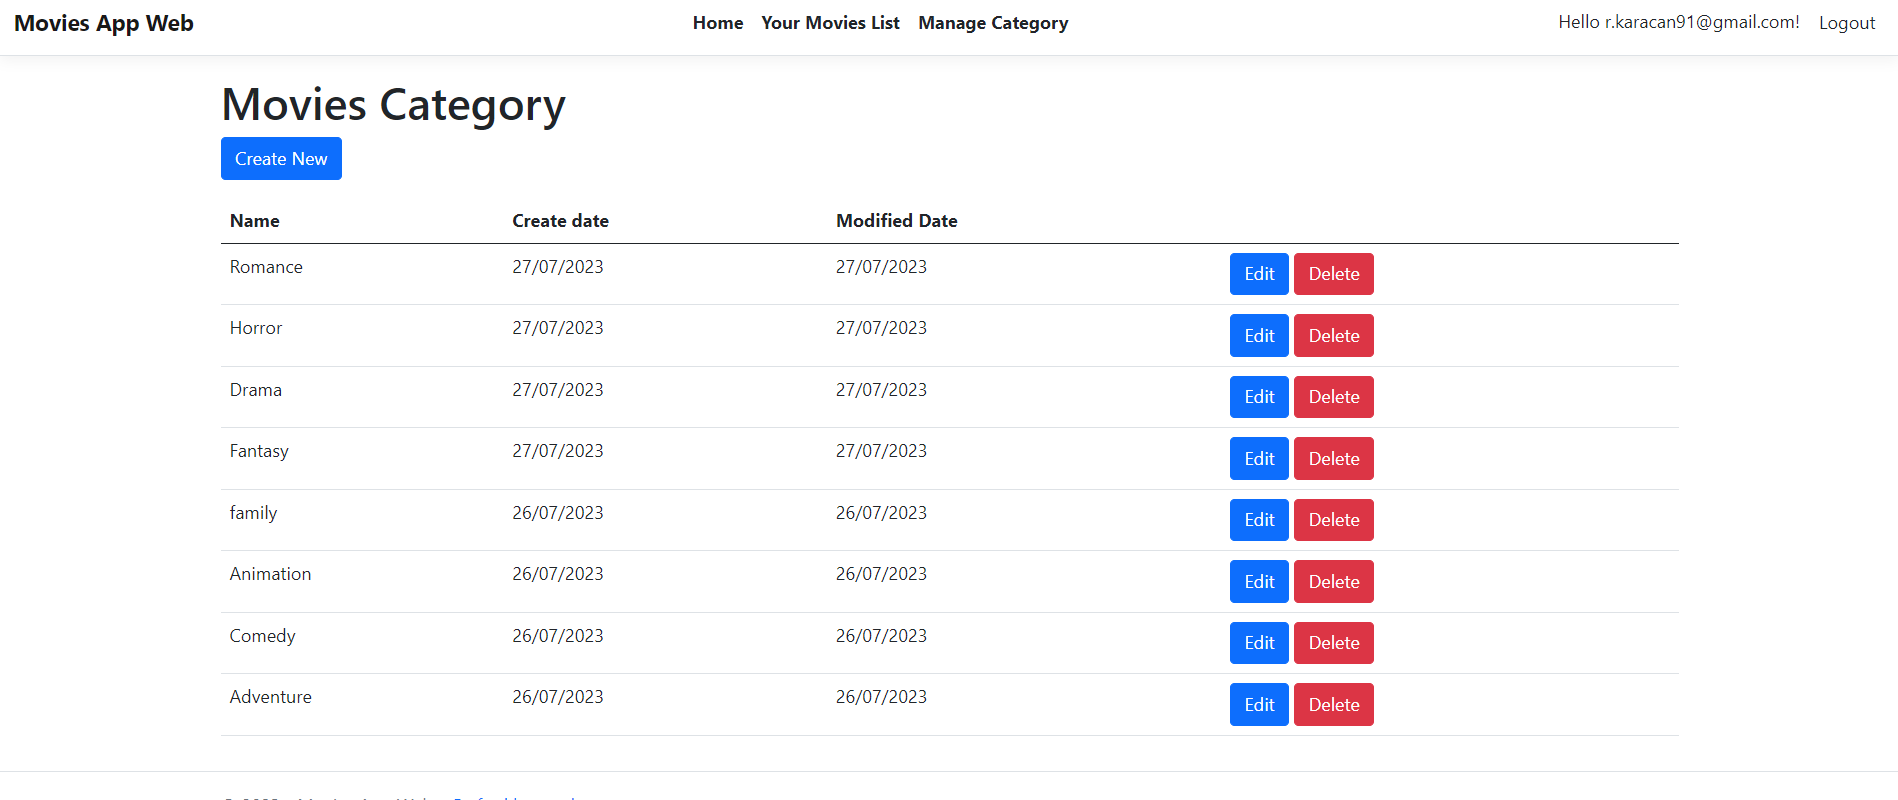 Movies App Web Home Your Movies List Manage Category Hello r.karacan91@gmail.com! Logout
Movies Category
Create New
Name Create date Modified Date
Romance 27/07/2023 27/07/2023 Edit Delete
Horror 27/07/2023 27/07/2023 Edit Delete
Drama 27/07/2023 27/07/2023 Edit Delete
Fantasy 27/07/2023 27/07/2023 Edit Delete
family 26/07/2023 26/07/2023 Edit Delete
Animation 26/07/2023 26/07/2023 Edit Delete
Comedy 26/07/2023 26/07/2023 Edit Delete
Adventure 26/07/2023 26/07/2023 Edit Delete